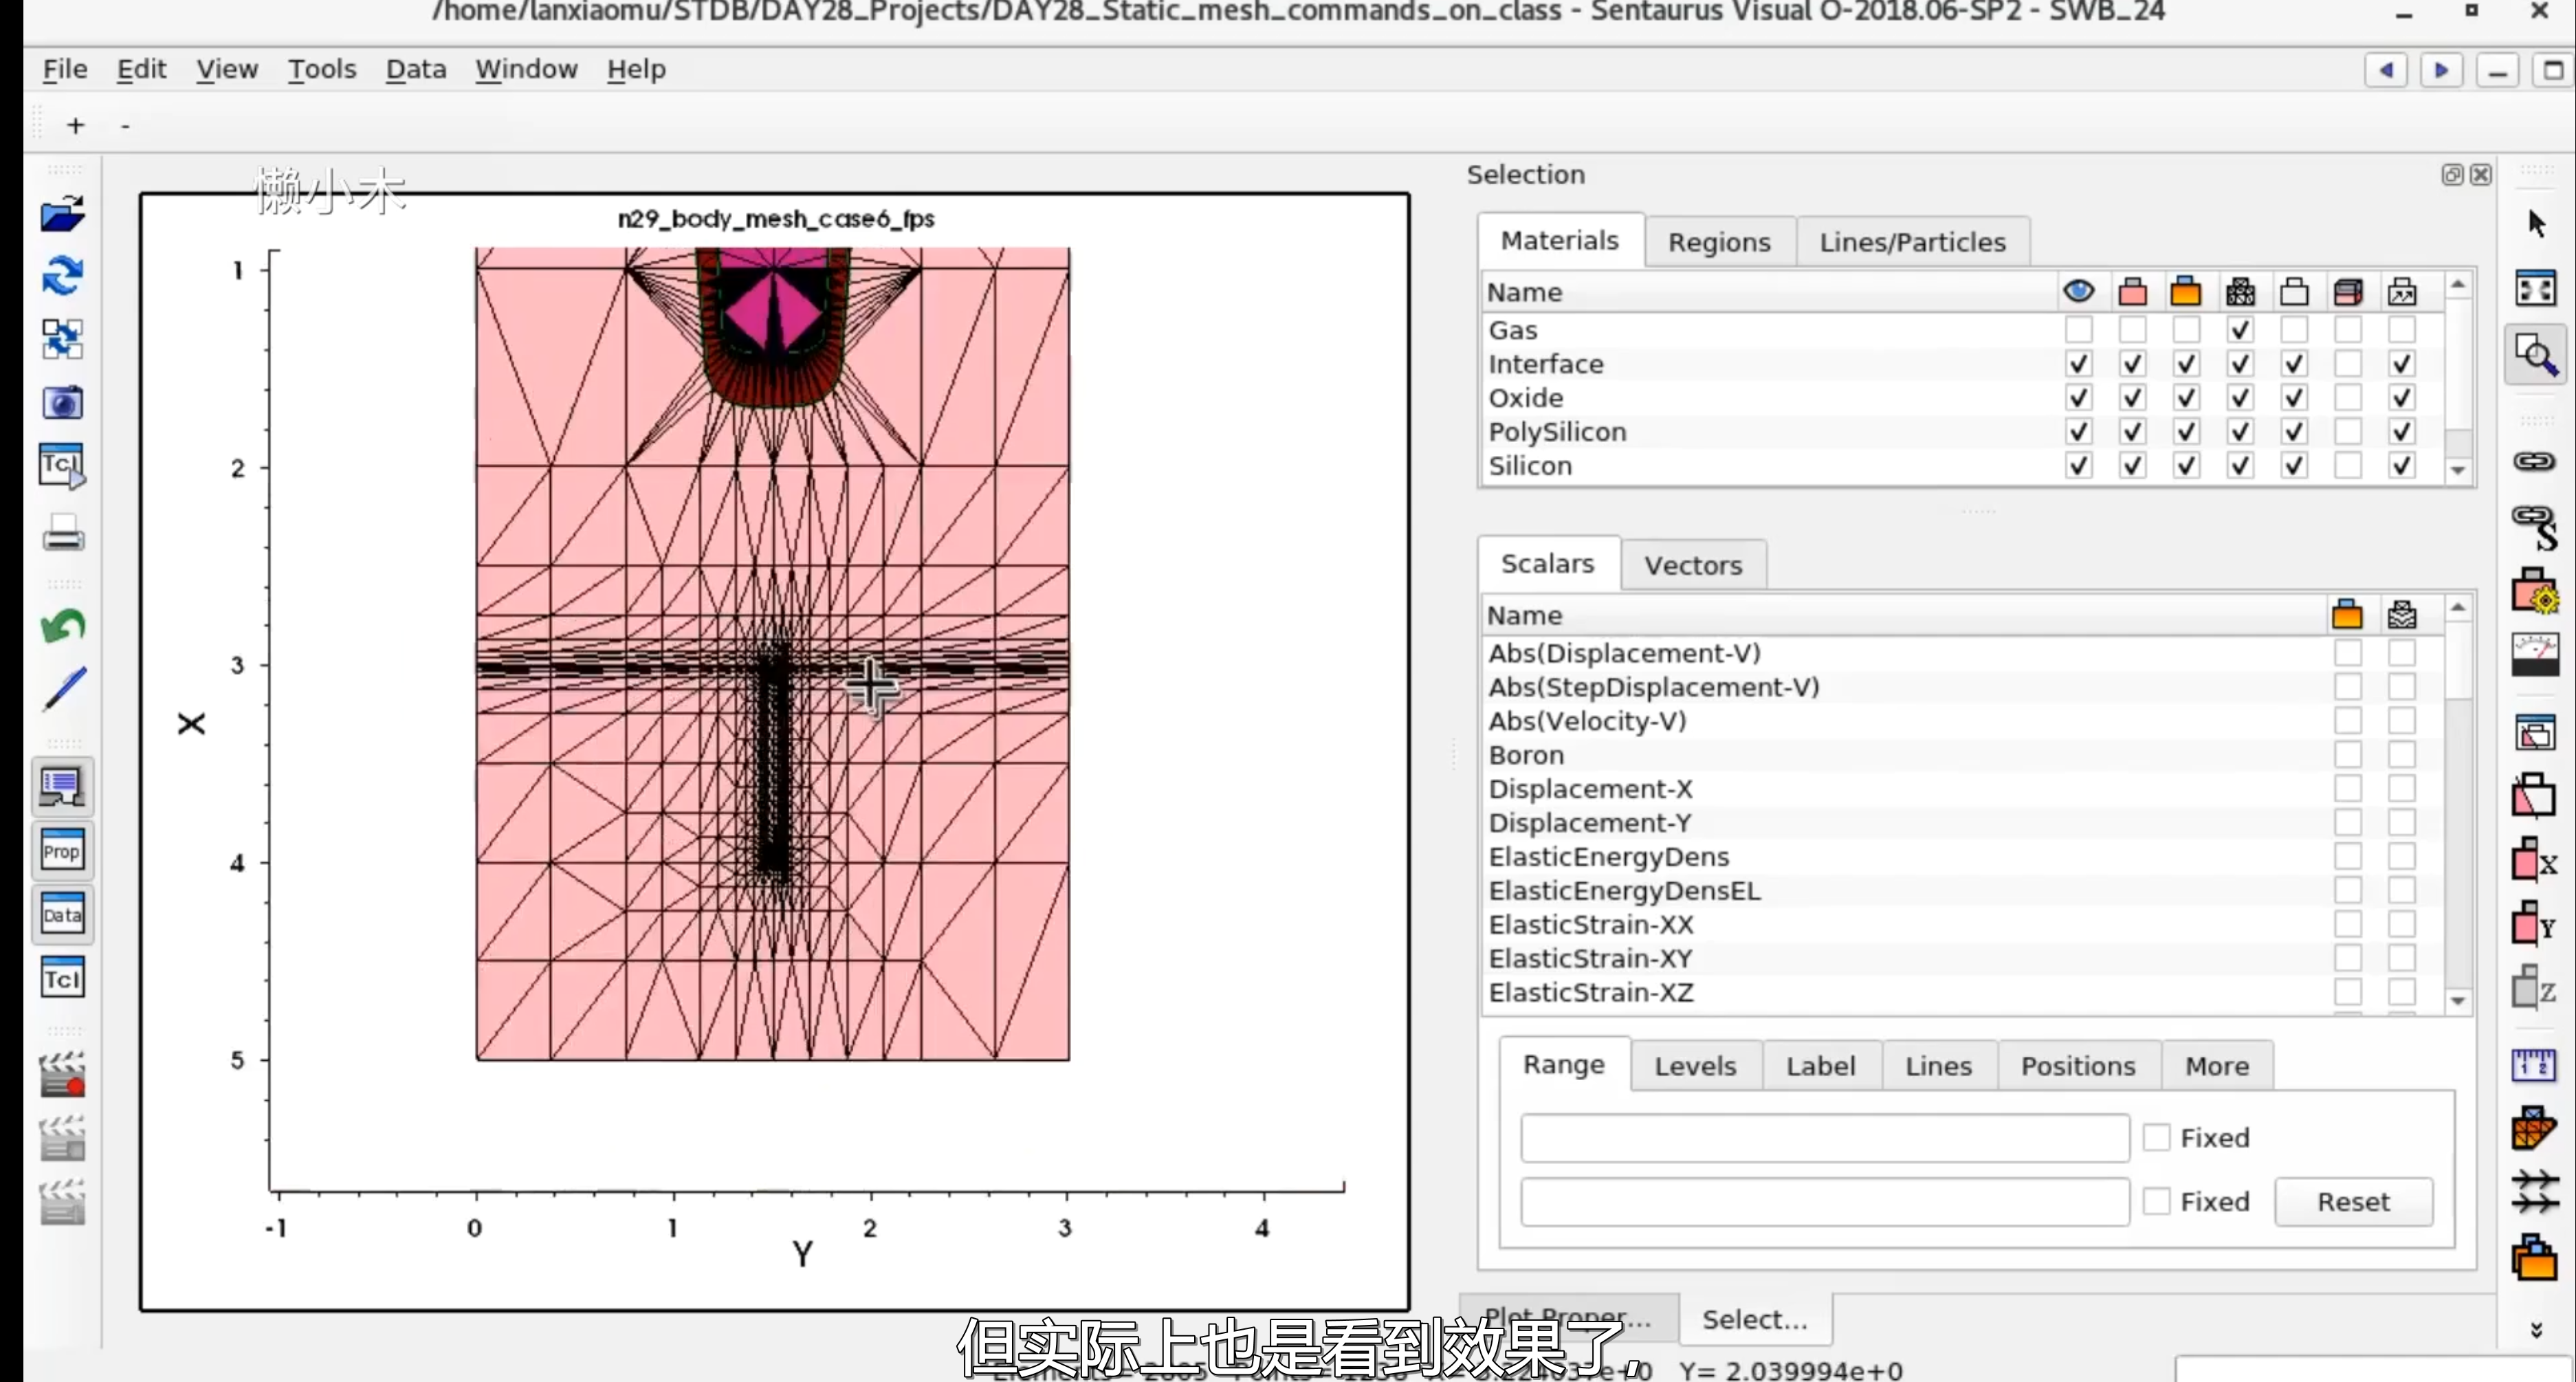 /home/lanxiaomu/STDB/DAY28_Projects/DAY28_Static_mesh_commands_on_class - Sentaurus Visual O-2018.06-SP2 - SWB_24
File Edit View Tools Data Window Help
+ -
懒小木
n29_body_mesh_case6_fps
1
2
3
4
5
X
-1 0 1 2 3 4
Y
Tcl
Prop
Data
Tcl
Selection
Materials Regions Lines/Particles
Name
Gas
Interface
Oxide
PolySilicon
Silicon
Scalars Vectors
Name
Abs(Displacement-V)
Abs(StepDisplacement-V)
Abs(Velocity-V)
Boron
Displacement-X
Displacement-Y
ElasticEnergyDens
ElasticEnergyDensEL
ElasticStrain-XX
ElasticStrain-XY
ElasticStrain-XZ
Range Levels Label Lines Positions More
Fixed
Fixed Reset
Plot Proper... Select...
但实际上也是看到效果了,
Y= 2.039994e+0
S
X
Y
Z
1 2